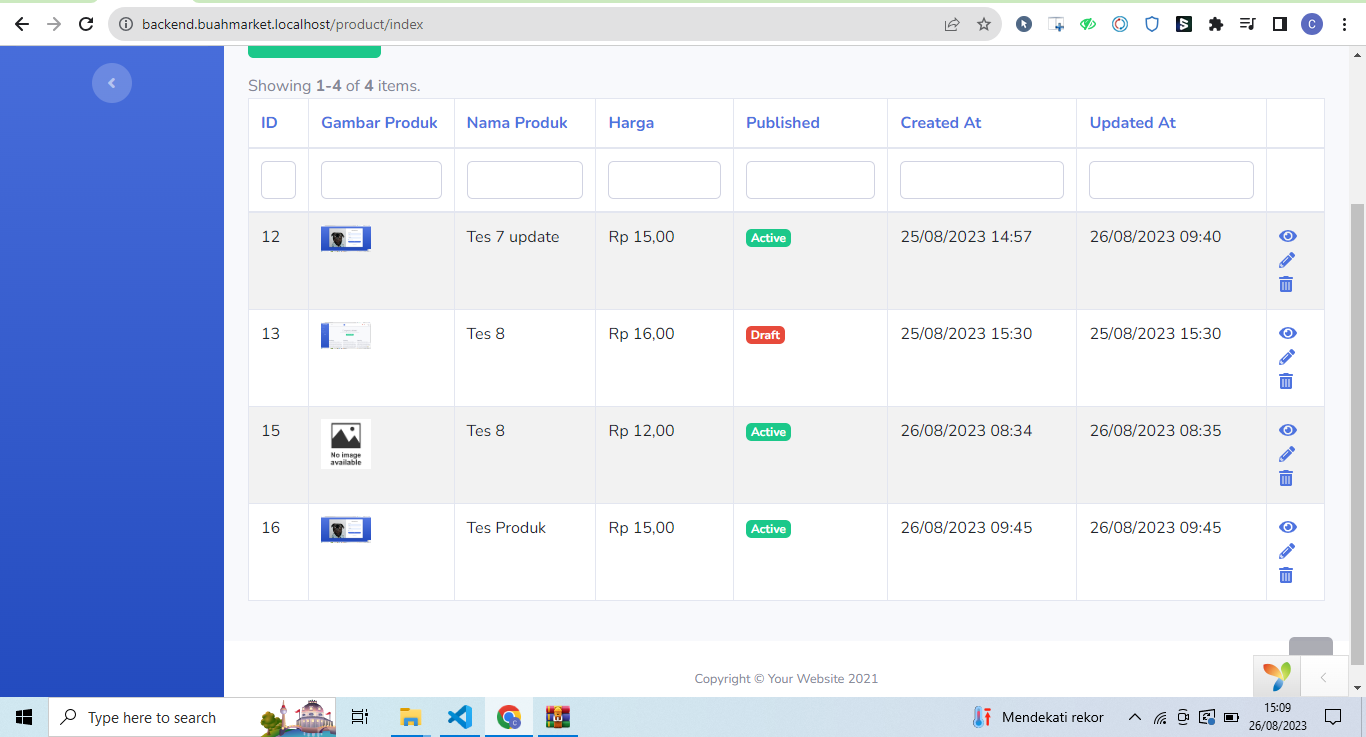 backend.buahmarket.localhost/product/index
C
Showing 1-4 of 4 items.
ID Gambar Produk Nama Produk Harga Published Created At Updated At
12 Tes 7 update Rp 15,00 Active 25/08/2023 14:57 26/08/2023 09:40
13 Tes 8 Rp 16,00 Draft 25/08/2023 15:30 25/08/2023 15:30
15 No image available Tes 8 Rp 12,00 Active 26/08/2023 08:34 26/08/2023 08:35
16 Tes Produk Rp 15,00 Active 26/08/2023 09:45 26/08/2023 09:45
Copyright © Your Website 2021
Type here to search
Mendekati rekor
15:09
26/08/2023